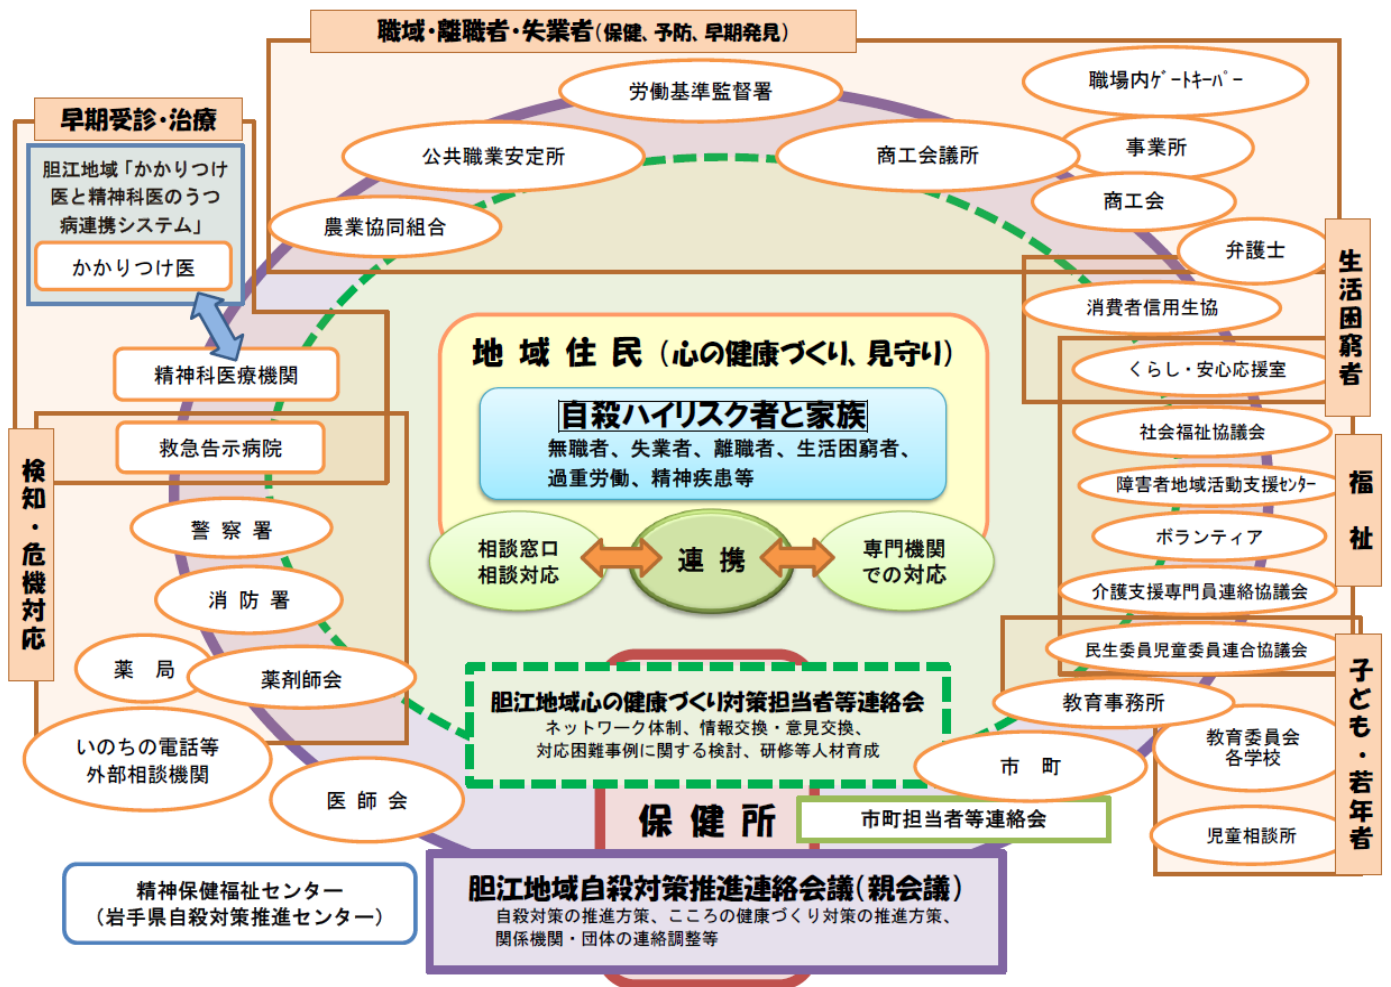 職域・離職者・失業者(保健、予防、早期発見)
労働基準監督署
職場内ｹﾞｰﾄｷｰﾊﾟｰ
公共職業安定所
商工会議所
事業所
農業協同組合
商工会
弁護士
早期受診・治療
胆江地域「かかりつけ
医と精神科医のうつ
病連携システム」
かかりつけ医
精神科医療機関
救急告示病院
検知・危機対応
警察署
消防署
薬 局
薬剤師会
いのちの電話等
外部相談機関
医師会
生活困窮者
消費者信用生協
くらし・安心応援室
社会福祉協議会
福祉
障害者地域活動支援ｾﾝﾀｰ
ボランティア
介護支援専門員連絡協議会
民生委員児童委員連合協議会
子ども・若年者
教育事務所
教育委員会
各学校
市 町
児童相談所
地域住民(心の健康づくり、見守り)
自殺ハイリスク者と家族
無職者、失業者、離職者、生活困窮者、
過重労働、精神疾患等
相談窓口
相談対応
連携
専門機関
での対応
胆江地域心の健康づくり対策担当者等連絡会
ネットワーク体制、情報交換・意見交換、
対応困難事例に関する検討、研修等人材育成
保健所
市町担当者等連絡会
胆江地域自殺対策推進連絡会議(親会議)
自殺対策の推進方策、こころの健康づくり対策の推進方策、
関係機関・団体の連絡調整等
精神保健福祉センター
(岩手県自殺対策推進センター)